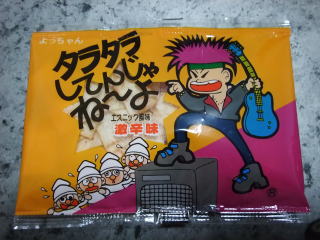 よっちゃん
タラタラ
してんじゃ
ね〜よ
エスニック風味
激辛味